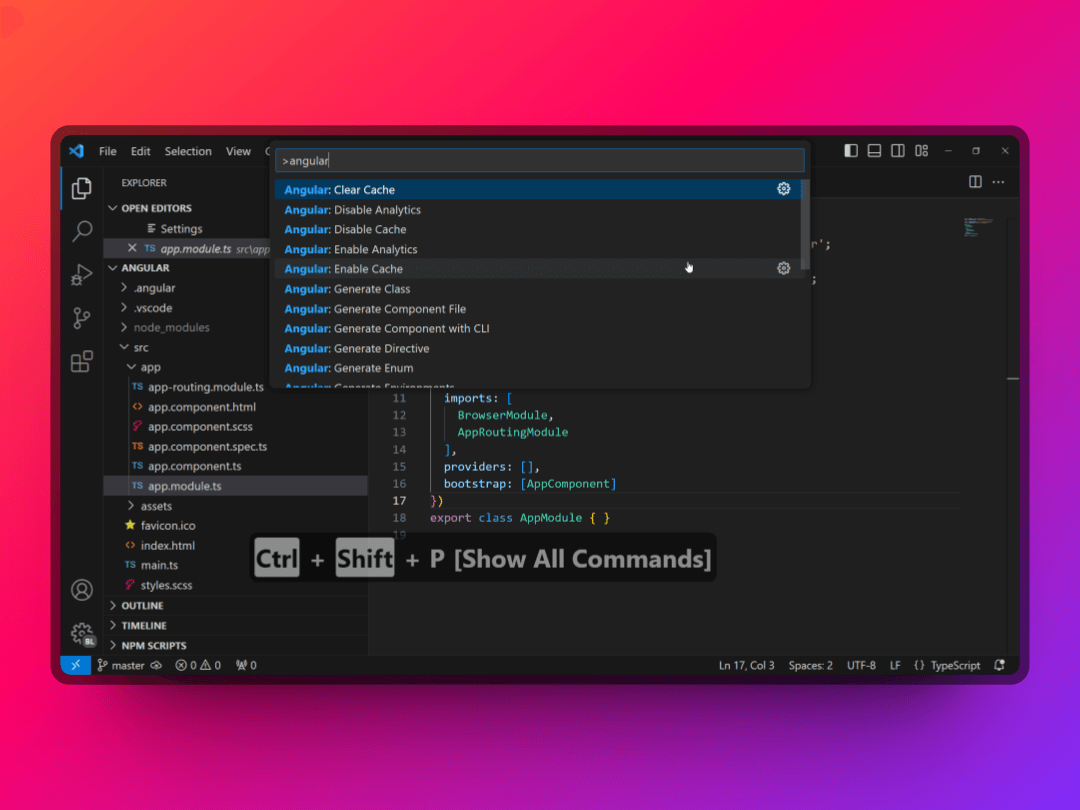 File Edit Selection View
>angular
EXPLORER
OPEN EDITORS
Settings
TS app.module.ts src\app
ANGULAR
.angular
.vscode
node_modules
src
app
TS app-routing.module.ts
<> app.component.html
app.component.scss
TS app.component.spec.ts
TS app.component.ts
TS app.module.ts
assets
favicon.ico
<> index.html
TS main.ts
styles.scss
OUTLINE
TIMELINE
NPM SCRIPTS
Angular: Clear Cache
Angular: Disable Analytics
Angular: Disable Cache
Angular: Enable Analytics
Angular: Enable Cache
Angular: Generate Class
Angular: Generate Component File
Angular: Generate Component with CLI
Angular: Generate Directive
Angular: Generate Enum
Angular: Generate Environments
r';
;
11 imports: [
12 BrowserModule,
13 AppRoutingModule
14 ],
15 providers: [],
16 bootstrap: [AppComponent]
17 })
18 export class AppModule { }
19
Ctrl + Shift + P [Show All Commands]
BL
master 0 0 0 Ln 17, Col 3 Spaces: 2 UTF-8 LF {} TypeScript